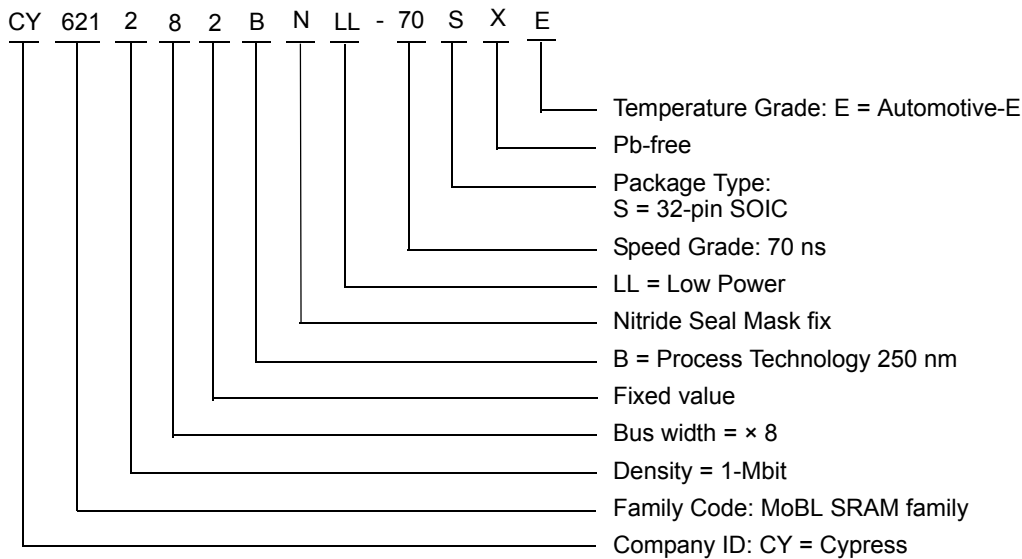 CY 621 2 8 2 B N LL - 70 S X E
Temperature Grade: E = Automotive-E
Pb-free
Package Type:
S = 32-pin SOIC
Speed Grade: 70 ns
LL = Low Power
Nitride Seal Mask fix
B = Process Technology 250 nm
Fixed value
Bus width = × 8
Density = 1-Mbit
Family Code: MoBL SRAM family
Company ID: CY = Cypress